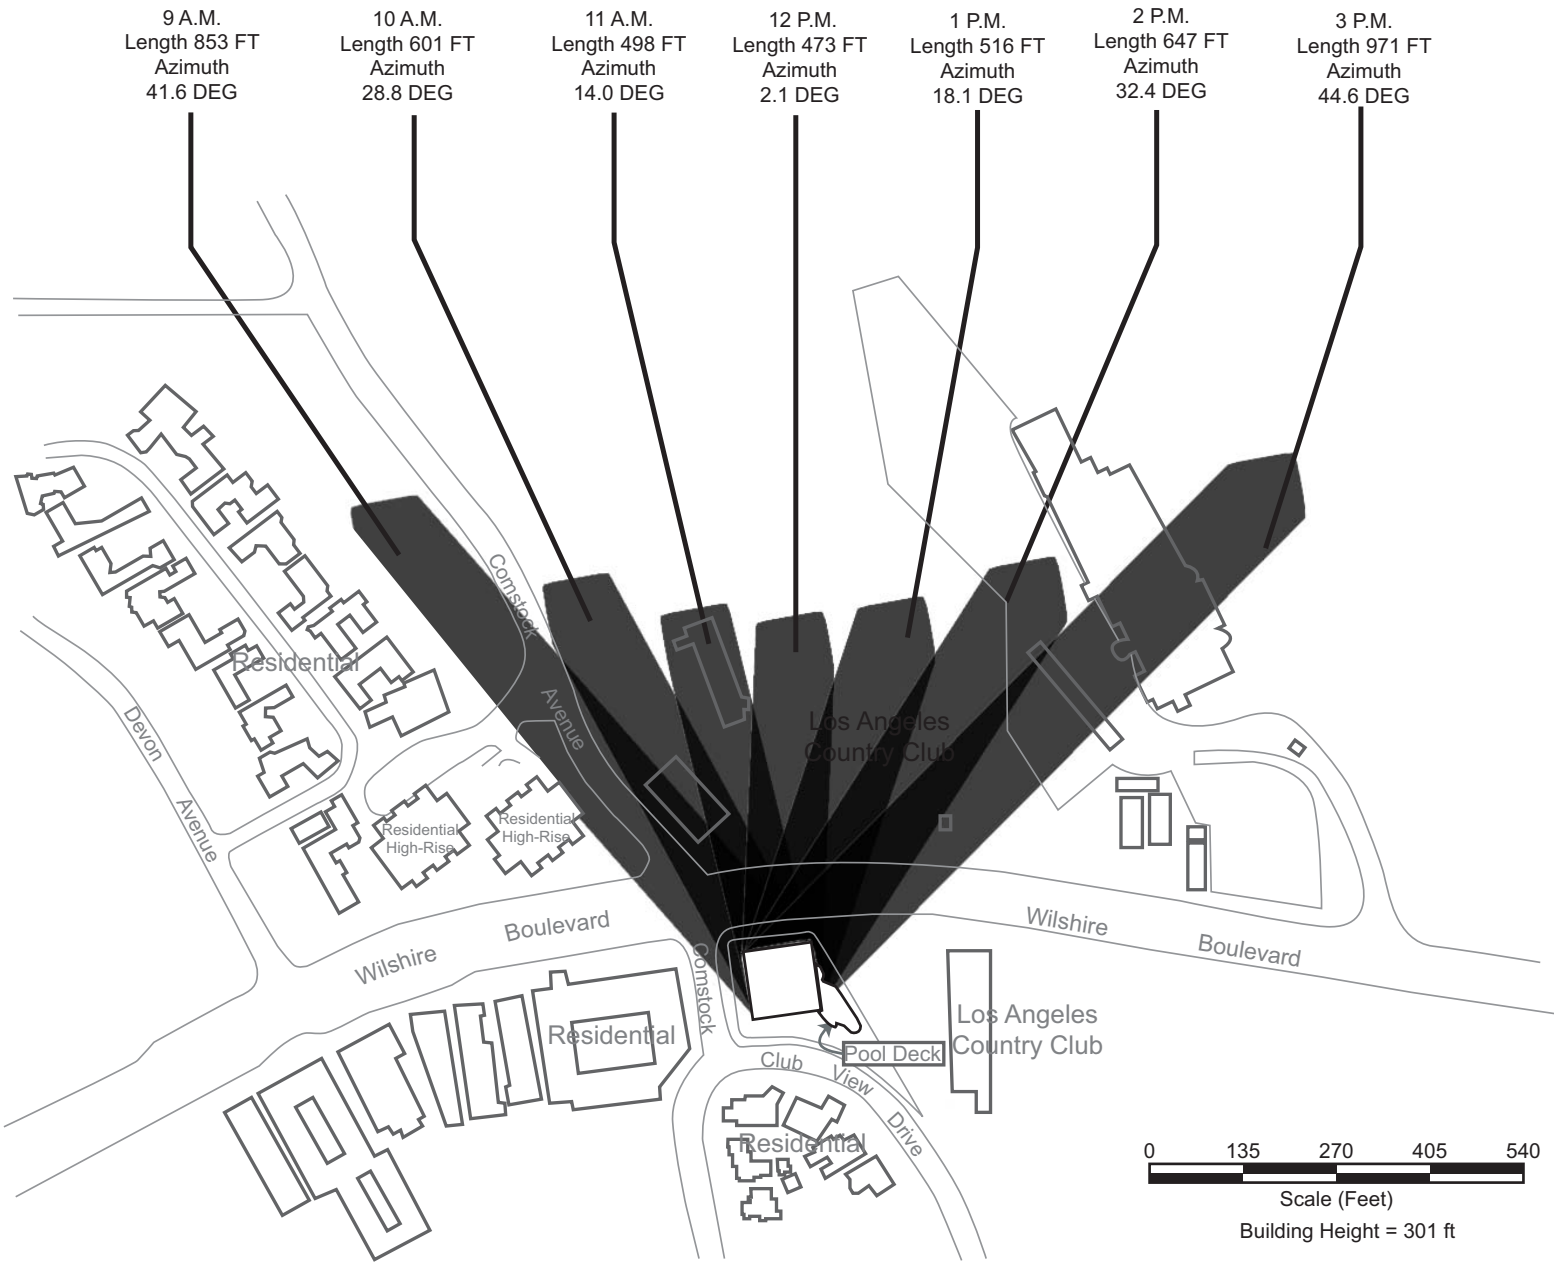 9 A.M.
Length 853 FT
Azimuth
41.6 DEG
10 A.M.
Length 601 FT
Azimuth
28.8 DEG
11 A.M.
Length 498 FT
Azimuth
14.0 DEG
12 P.M.
Length 473 FT
Azimuth
2.1 DEG
1 P.M.
Length 516 FT
Azimuth
18.1 DEG
2 P.M.
Length 647 FT
Azimuth
32.4 DEG
3 P.M.
Length 971 FT
Azimuth
44.6 DEG
Comstock
Avenue
Residential
Devon
Avenue
Los Angeles
Country Club
Residential
High-Rise
Residential
High-Rise
Wilshire
Boulevard
Wilshire
Boulevard
Comstock
Residential
Los Angeles
Country Club
Pool Deck
Club
View
Drive
Residential
0 135 270 405 540
Scale (Feet)
Building Height = 301 ft